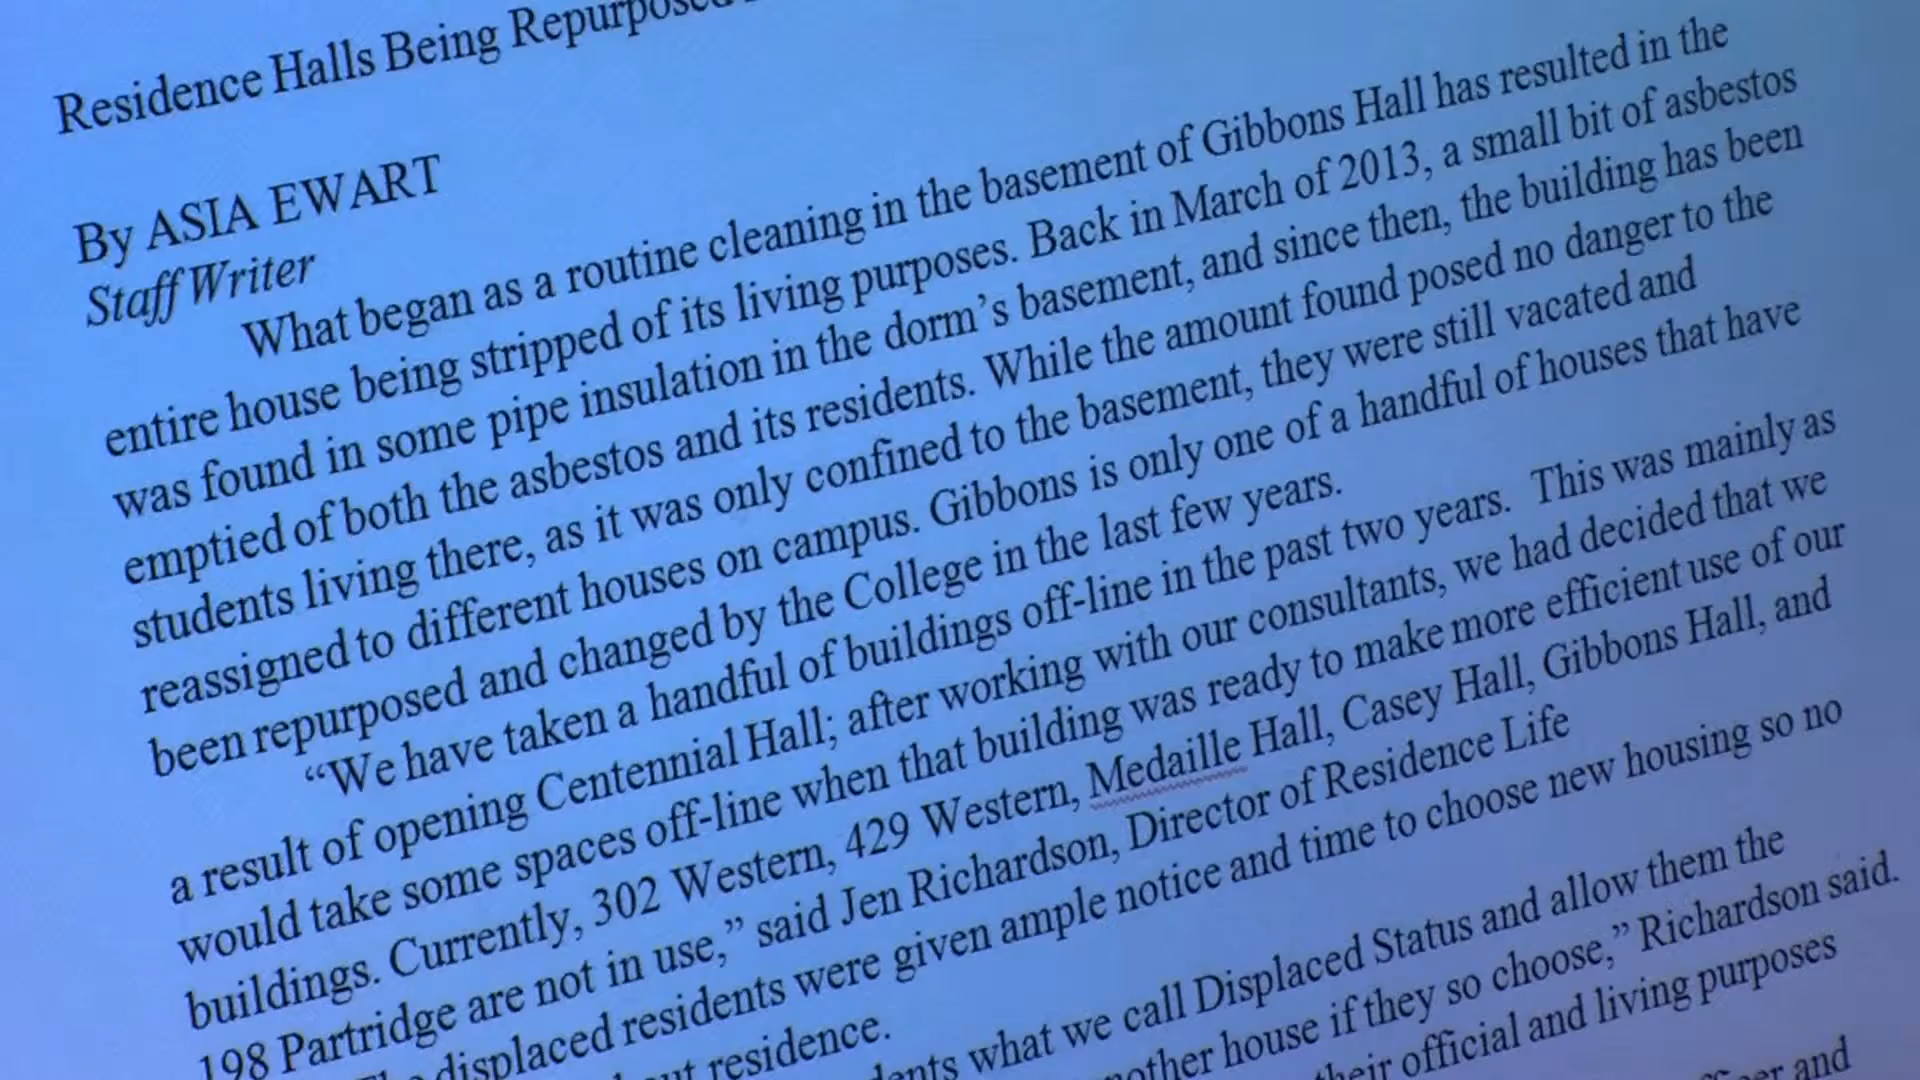 Residence Halls Being Repurposed
By ASIA EWART
Staff Writer
What began as a routine cleaning in the basement of Gibbons Hall has resulted in the
entire house being stripped of its living purposes. Back in March of 2013, a small bit of asbestos
was found in some pipe insulation in the dorm’s basement, and since then, the building has been
emptied of both the asbestos and its residents. While the amount found posed no danger to the
students living there, as it was only confined to the basement, they were still vacated and
reassigned to different houses on campus. Gibbons is only one of a handful of houses that have
been repurposed and changed by the College in the last few years.
“We have taken a handful of buildings off-line in the past two years. This was mainly as
a result of opening Centennial Hall; after working with our consultants, we had decided that we
would take some spaces off-line when that building was ready to make more efficient use of our
buildings. Currently, 302 Western, 429 Western, Medaille Hall, Casey Hall, Gibbons Hall, and
198 Partridge are not in use,” said Jen Richardson, Director of Residence Life
displaced residents were given ample notice and time to choose new housing so no
residence.
what we call Displaced Status and allow them the
house if they so choose,” Richardson said.
official and living purposes
and